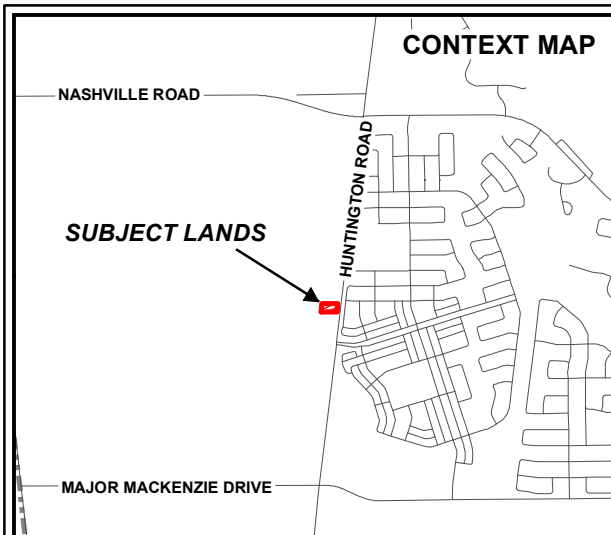 CONTEXT MAP
NASHVILLE ROAD
HUNTINGTON ROAD
SUBJECT LANDS
MAJOR MACKENZIE DRIVE